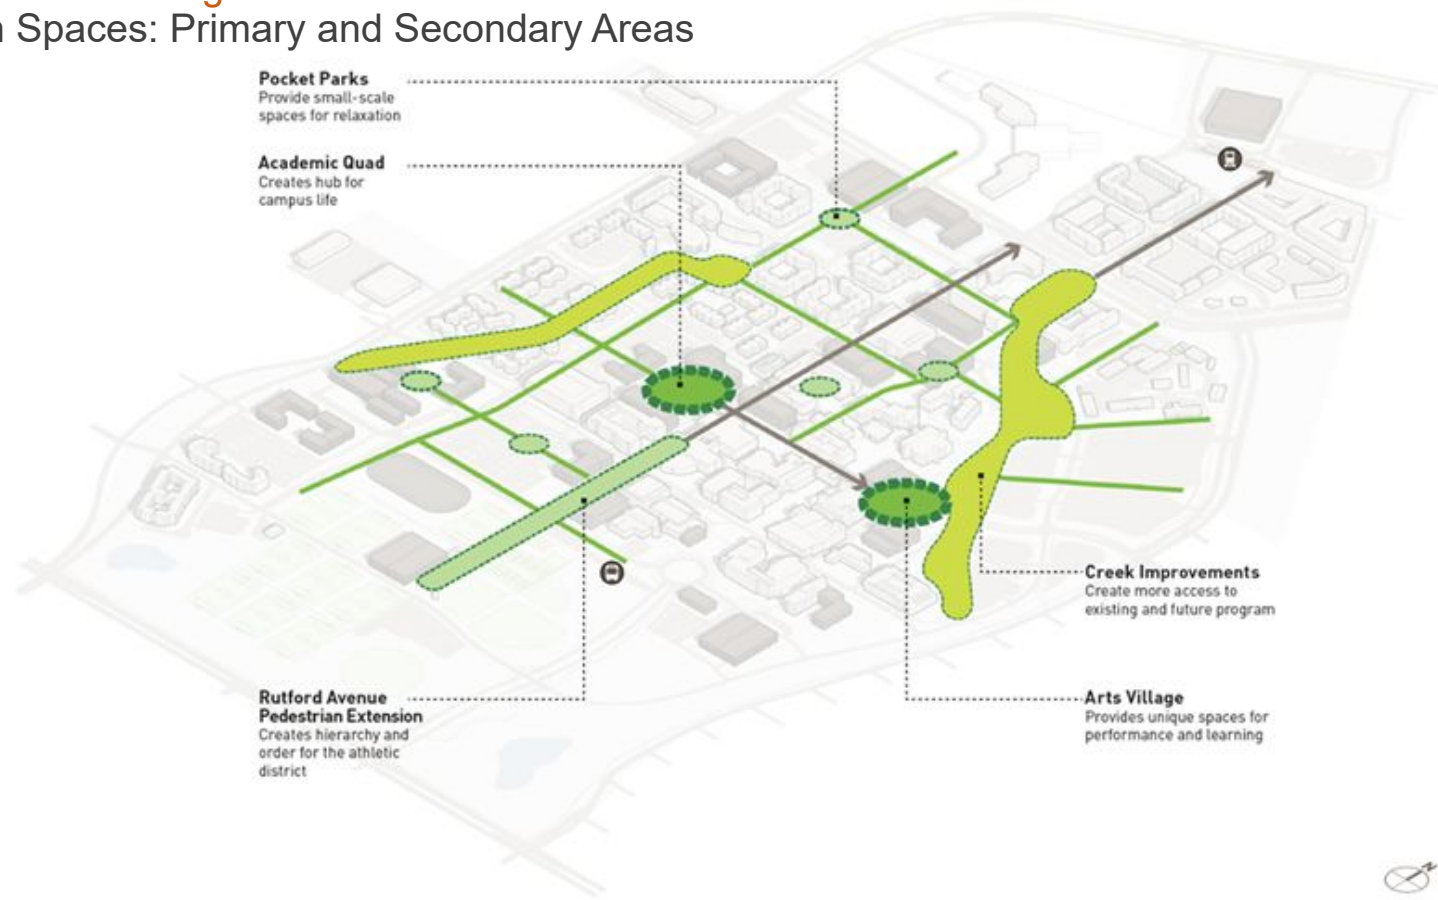 Spaces: Primary and Secondary Areas
Pocket Parks
Provide small-scale
spaces for relaxation
Academic Quad
Creates hub for
campus life
Creek Improvements
Create more access to
existing and future program
Rutford Avenue
Pedestrian Extension
Creates hierarchy and
order for the athletic
district
Arts Village
Provides unique spaces for
performance and learning
N